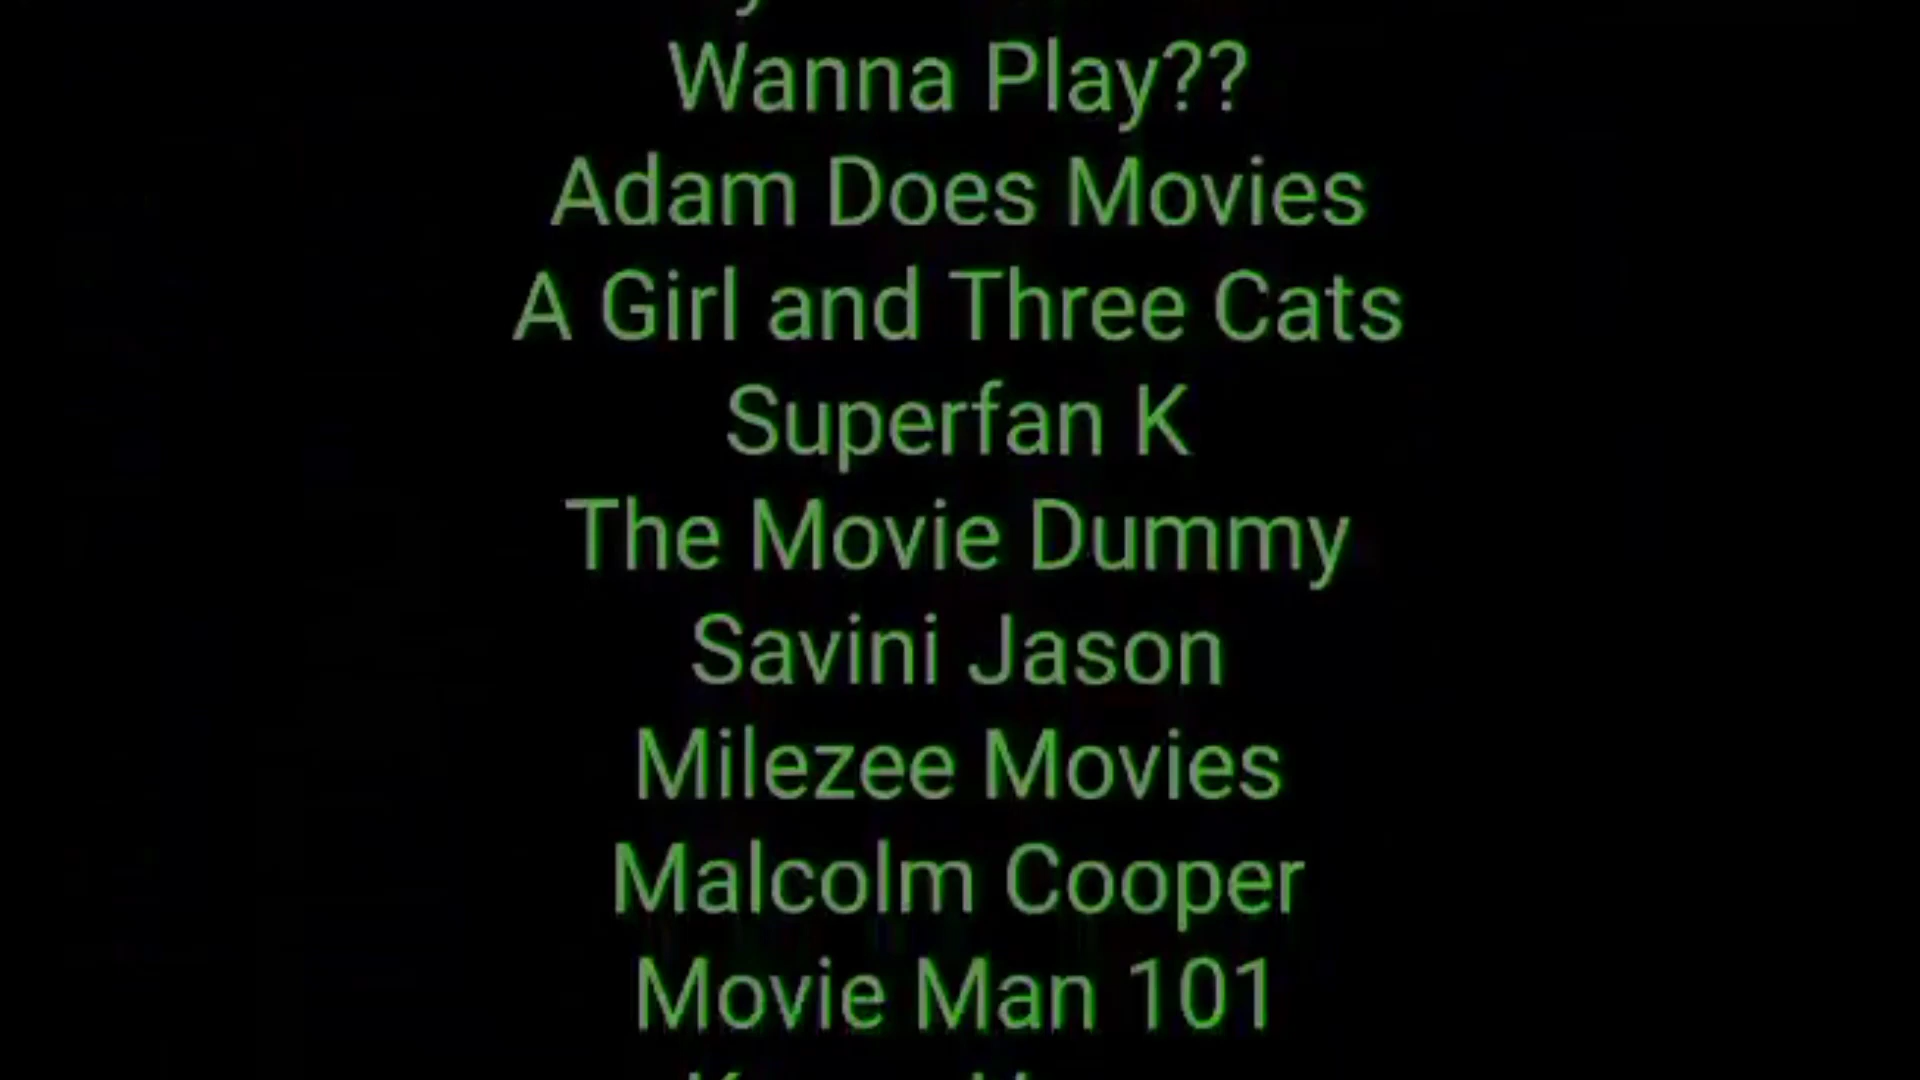 Wanna Play??
Adam Does Movies
A Girl and Three Cats
Superfan K
The Movie Dummy
Savini Jason
Milezee Movies
Malcolm Cooper
Movie Man 101